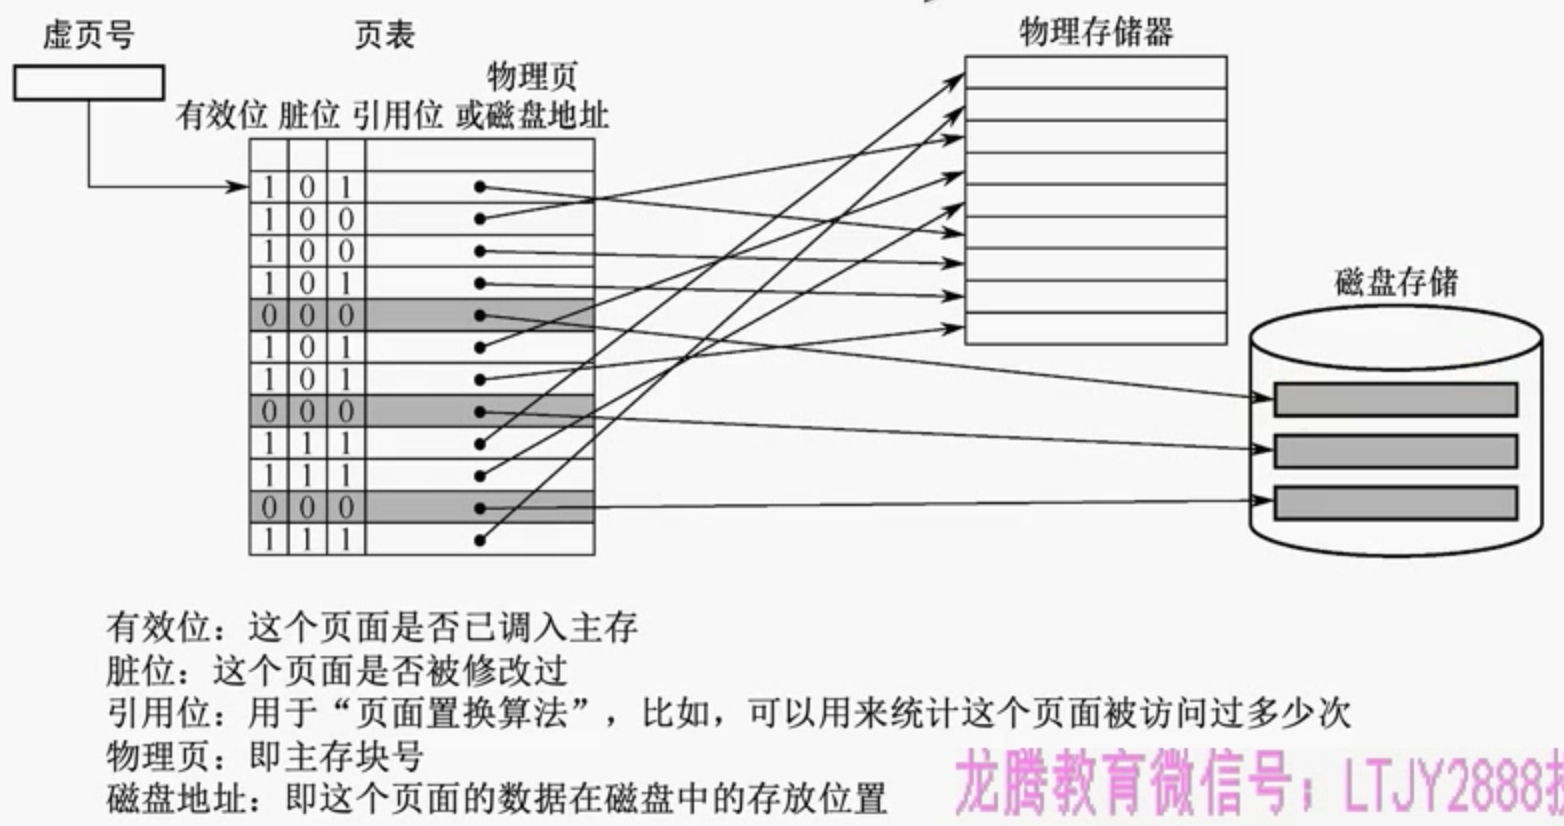 虚页号
页表
物理存储器
物理页
有效位 脏位 引用位 或磁盘地址
1 0 1
1 0 0
1 0 0
1 0 1
0 0 0
1 0 1
1 0 1
0 0 0
1 1 1
1 1 1
0 0 0
1 1 1
磁盘存储
有效位：这个页面是否已调入主存
脏位：这个页面是否被修改过
引用位：用于“页面置换算法”，比如，可以用来统计这个页面被访问过多少次
物理页：即主存块号
磁盘地址：即这个页面的数据在磁盘中的存放位置
龙腾教育微信号；LTJY2888